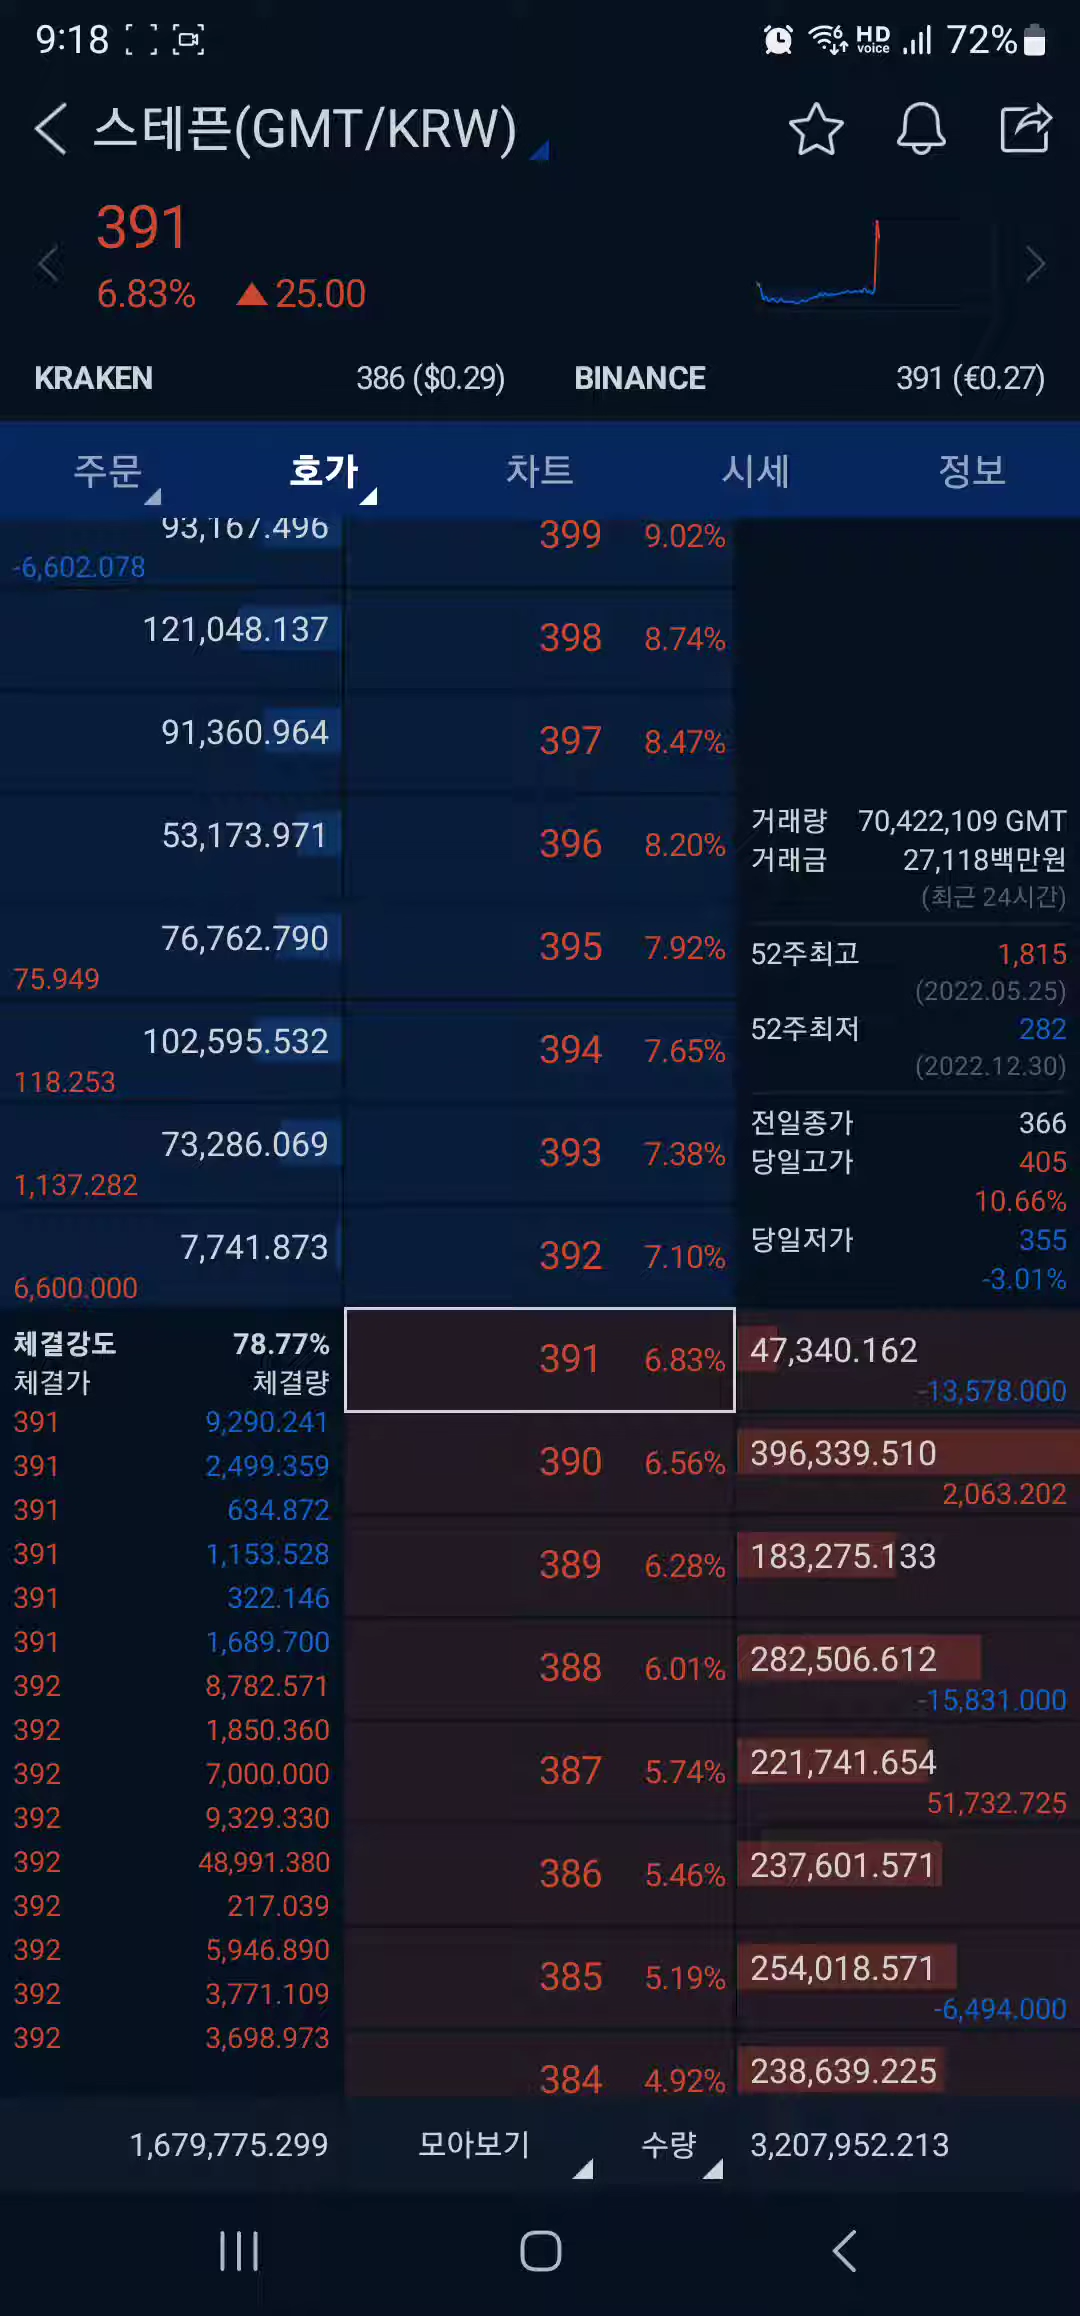 9:18 HD voice 72%
스테픈(GMT/KRW)
391
6.83% ▲25.00
KRAKEN 386 ($0.29) BINANCE 391 (€0.27)
주문 호가 차트 시세 정보
93,167.496 399 9.02%
-6,602.078
121,048.137 398 8.74%
91,360.964 397 8.47%
53,173.971 396 8.20%
76,762.790 395 7.92%
75.949
102,595.532 394 7.65%
118.253
73,286.069 393 7.38%
1,137.282
7,741.873 392 7.10%
6,600.000
거래량 70,422,109 GMT
거래금 27,118백만원
(최근 24시간)
52주최고 1,815
(2022.05.25)
52주최저 282
(2022.12.30)
전일종가 366
당일고가 405
10.66%
당일저가 355
-3.01%
체결강도 78.77%
체결가 체결량
391 9,290.241
391 2,499.359
391 634.872
391 1,153.528
391 322.146
391 1,689.700
392 8,782.571
392 1,850.360
392 7,000.000
392 9,329.330
392 48,991.380
392 217.039
392 5,946.890
392 3,771.109
392 3,698.973
391 6.83% 47,340.162
-13,578.000
390 6.56% 396,339.510
2,063.202
389 6.28% 183,275.133
388 6.01% 282,506.612
-15,831.000
387 5.74% 221,741.654
51,732.725
386 5.46% 237,601.571
385 5.19% 254,018.571
-6,494.000
384 4.92% 238,639.225
1,679,775.299 모아보기 수량 3,207,952.213